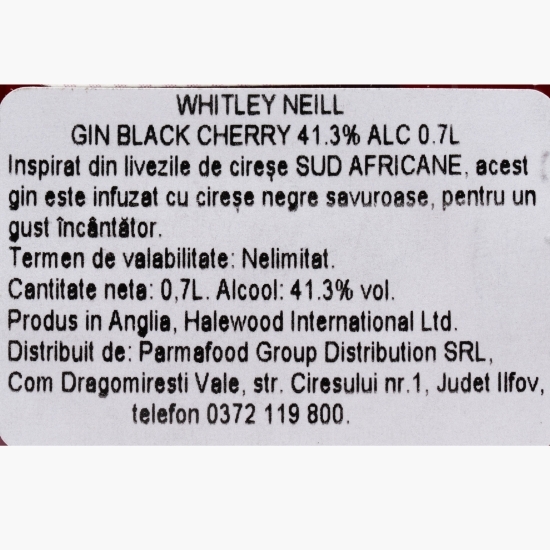 WHITLEY NEILL
GIN BLACK CHERRY 41.3% ALC 0.7L
Inspirat din livezile de cireșe SUD AFRICANE, acest
gin este infuzat cu cireșe negre savuroase, pentru un
gust încântător.
Termen de valabilitate: Nelimitat.
Cantitate neta: 0,7L. Alcool: 41.3% vol.
Produs in Anglia, Halewood International Ltd.
Distribuit de: Parmafood Group Distribution SRL,
Com Dragomiresti Vale, str. Ciresului nr.1, Judet Ilfov,
telefon 0372 119 800.